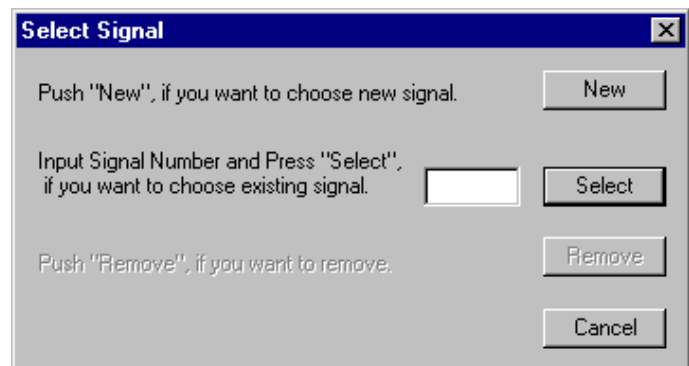 Select Signal
Push "New", if you want to choose new signal.
New
Input Signal Number and Press "Select",
if you want to choose existing signal.
Select
Push "Remove", if you want to remove.
Remove
Cancel